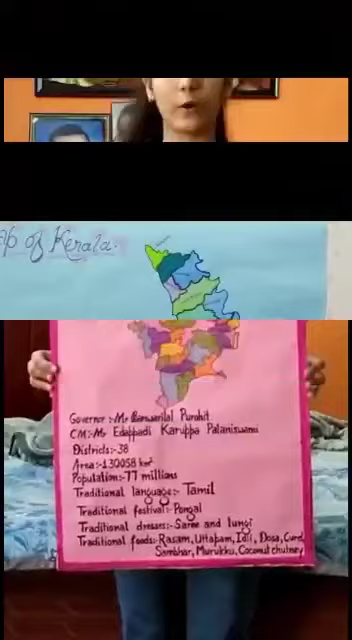 ap of Kerala:-
Governor :- Mr Banwarilal Purohit
CM:- Mr Edappadi Karuppa Palaniswami
Districts:- 38
Area:- 130058 km²
Population:- 77 millions
Traditional language:- Tamil
Traditional festival:- Pongal
Traditional dresses:- Saree and lungi
Traditional foods:- Rasam, Uttapam, Idli, Dosa, Curd,
Sambhar, Murukku, Coconut chutney